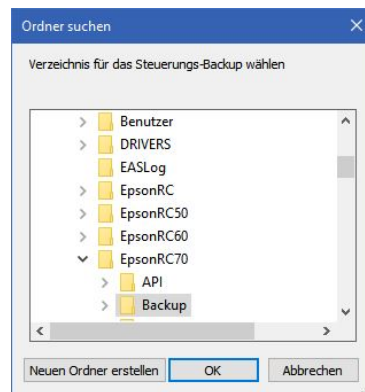 Ordner suchen
Verzeichnis für das Steuerungs-Backup wählen
Benutzer
DRIVERS
EASLog
EpsonRC
EpsonRC50
EpsonRC60
EpsonRC70
API
Backup
Neuen Ordner erstellen OK Abbrechen